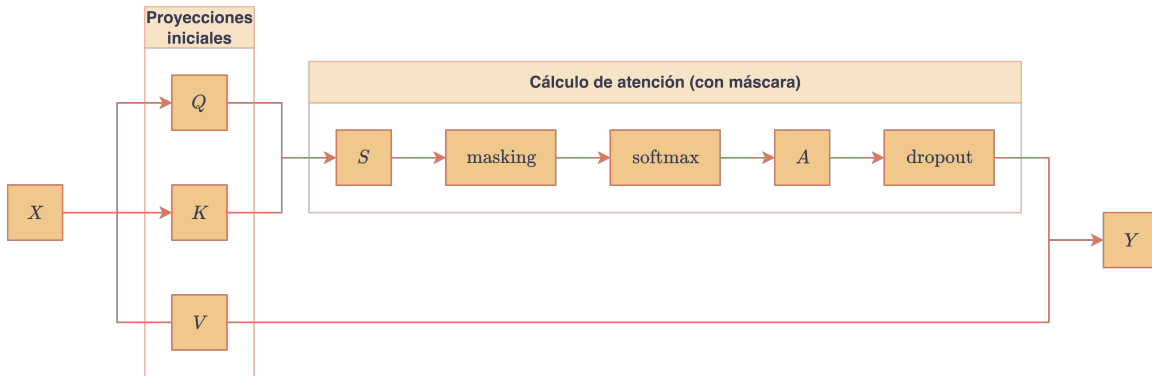 Proyecciones
iniciales
Cálculo de atención (con máscara)
Q
S
masking
softmax
A
dropout
X
K
Y
V